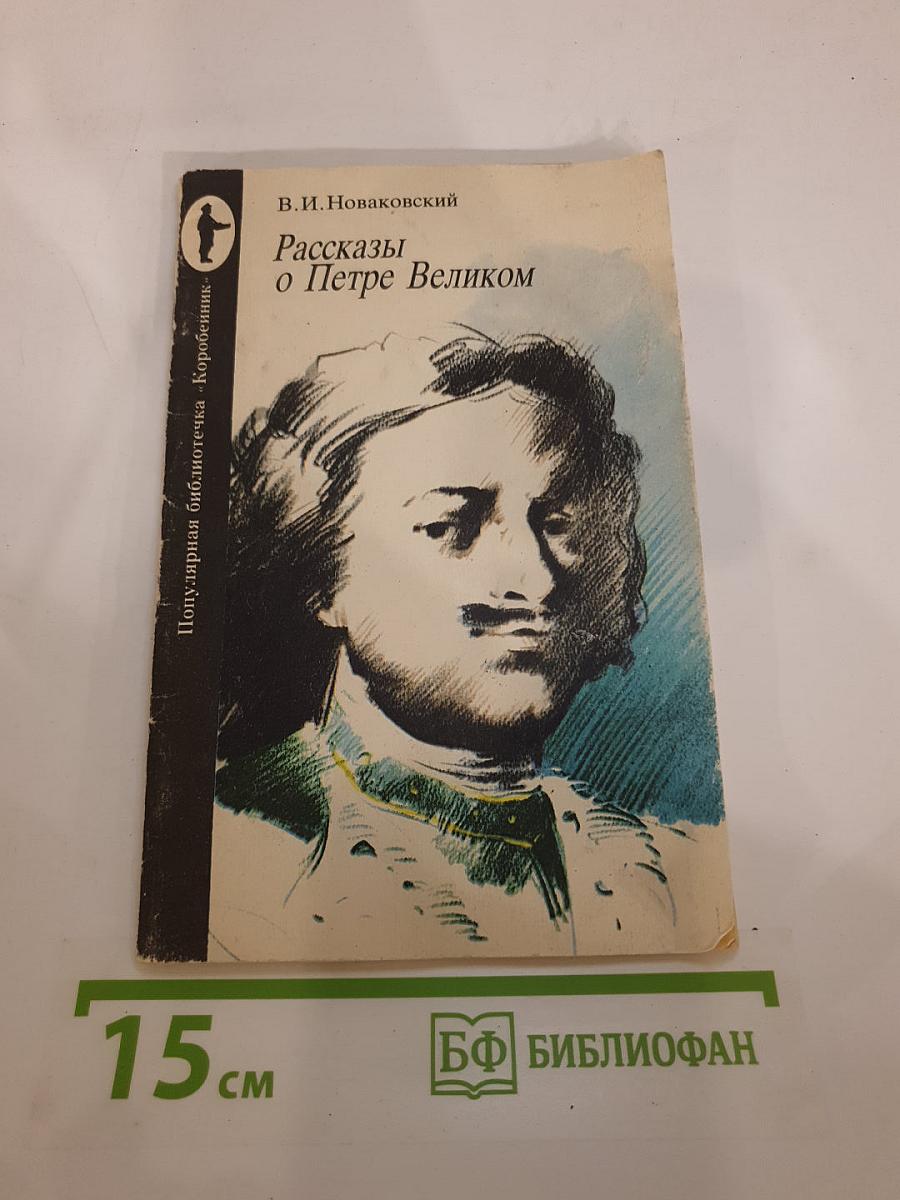 В.И.Новаковский
Рассказы
о Петре Великом
Популярная библиотечка «Коробейник»
15 см
БФ БИБЛИОФАН